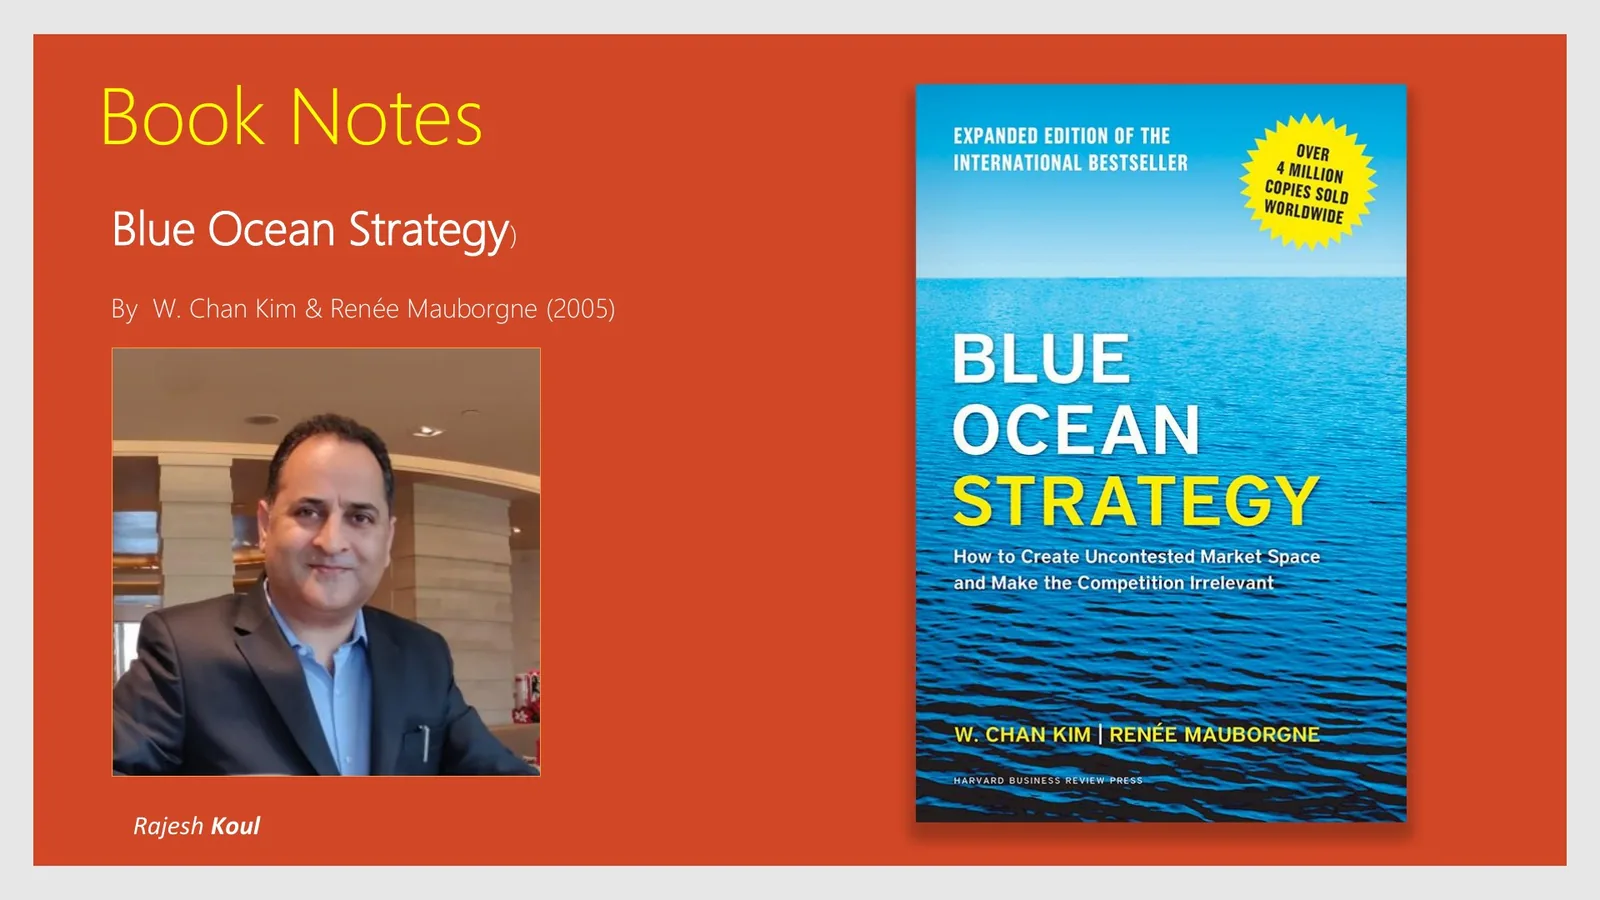 Book Notes
Blue Ocean Strategy)
By  W. Chan Kim & Renée Mauborgne (2005)
Rajesh Koul
EXPANDED EDITION OF THE
INTERNATIONAL BESTSELLER
OVER
4 MILLION
COPIES SOLD
WORLDWIDE
BLUE
OCEAN
STRATEGY
How to Create Uncontested Market Space
and Make the Competition Irrelevant
W. CHAN KIM | RENÉE MAUBORGNE
HARVARD BUSINESS REVIEW PRESS